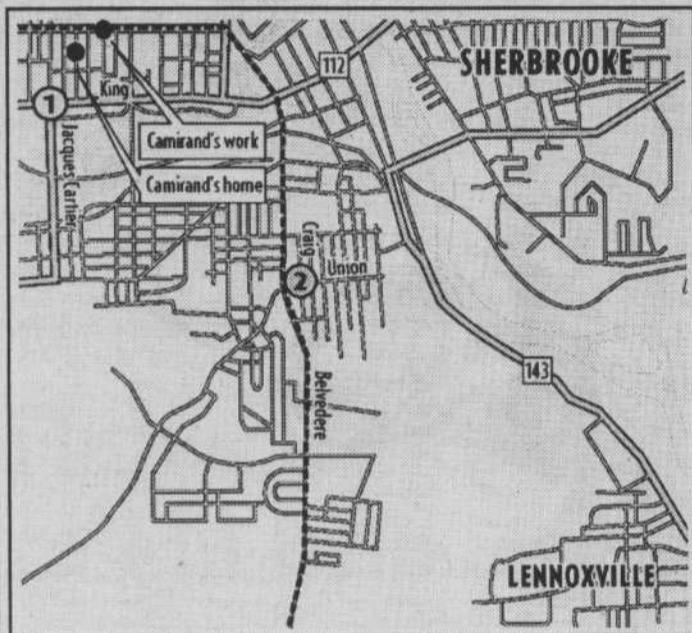 112
SHERBROOKE
King
1
Camirand's work
Jacques Cartier
Camirand's home
Craig
Union
2
Belvedere
143
LENNOXVILLE